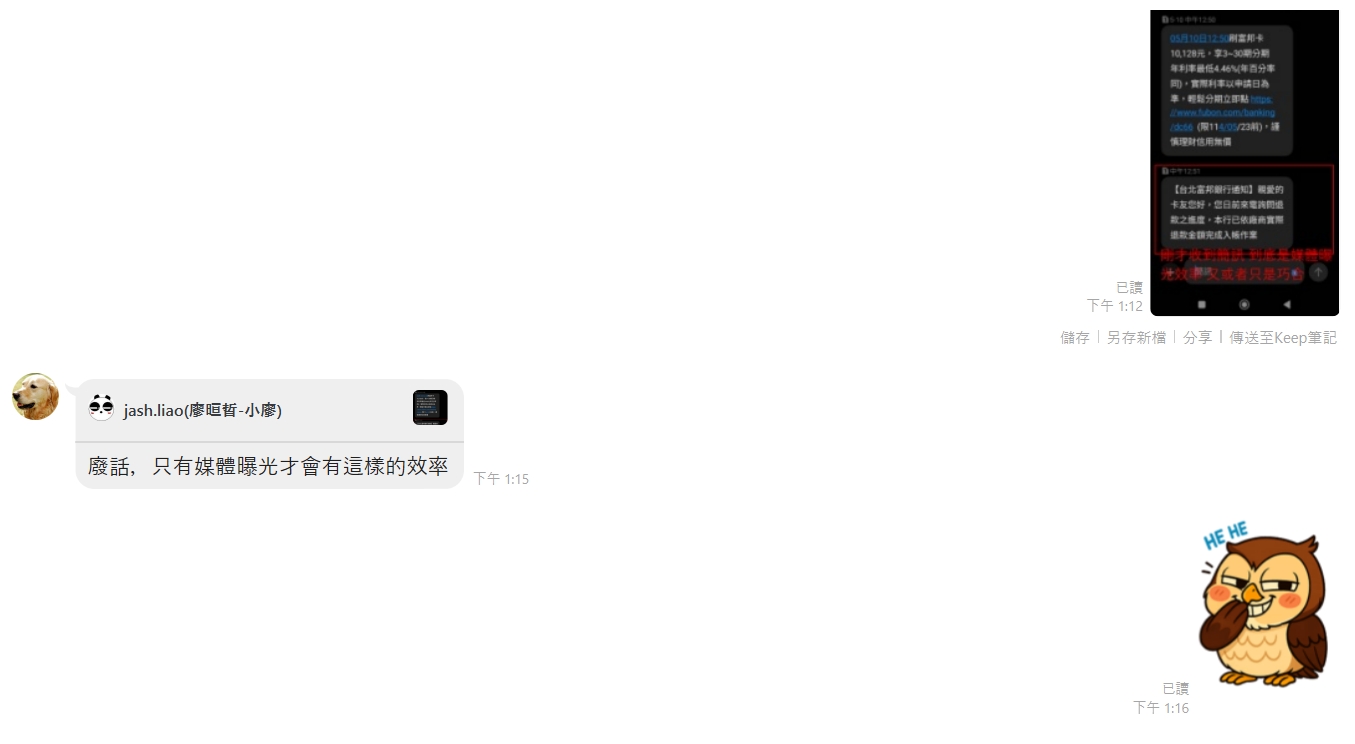 5-10 中午12:50
05月10日12:50刷富邦卡
10,128元，享3~30期分期
年利率最低4.46%(年百分率
同)，實際利率以申請日為
準，輕鬆分期立即點 https:
//www.fubon.com/banking
/dc66 (限114/05/23前)，謹
慎理財信用無價
中午12:51
【台北富邦銀行通知】親愛的
卡友您好，您日前來電詢問退
款之進度，本行已依廠商實際
退款金額完成入帳作業
剛才收到簡訊 到底是媒體曝
光效率 又或者只是巧合
已讀
下午 1:12
儲存 | 另存新檔 | 分享 | 傳送至Keep筆記
jash.liao(廖晅晢-小廖)
廢話，只有媒體曝光才會有這樣的效率
下午 1:15
HE HE
已讀
下午 1:16